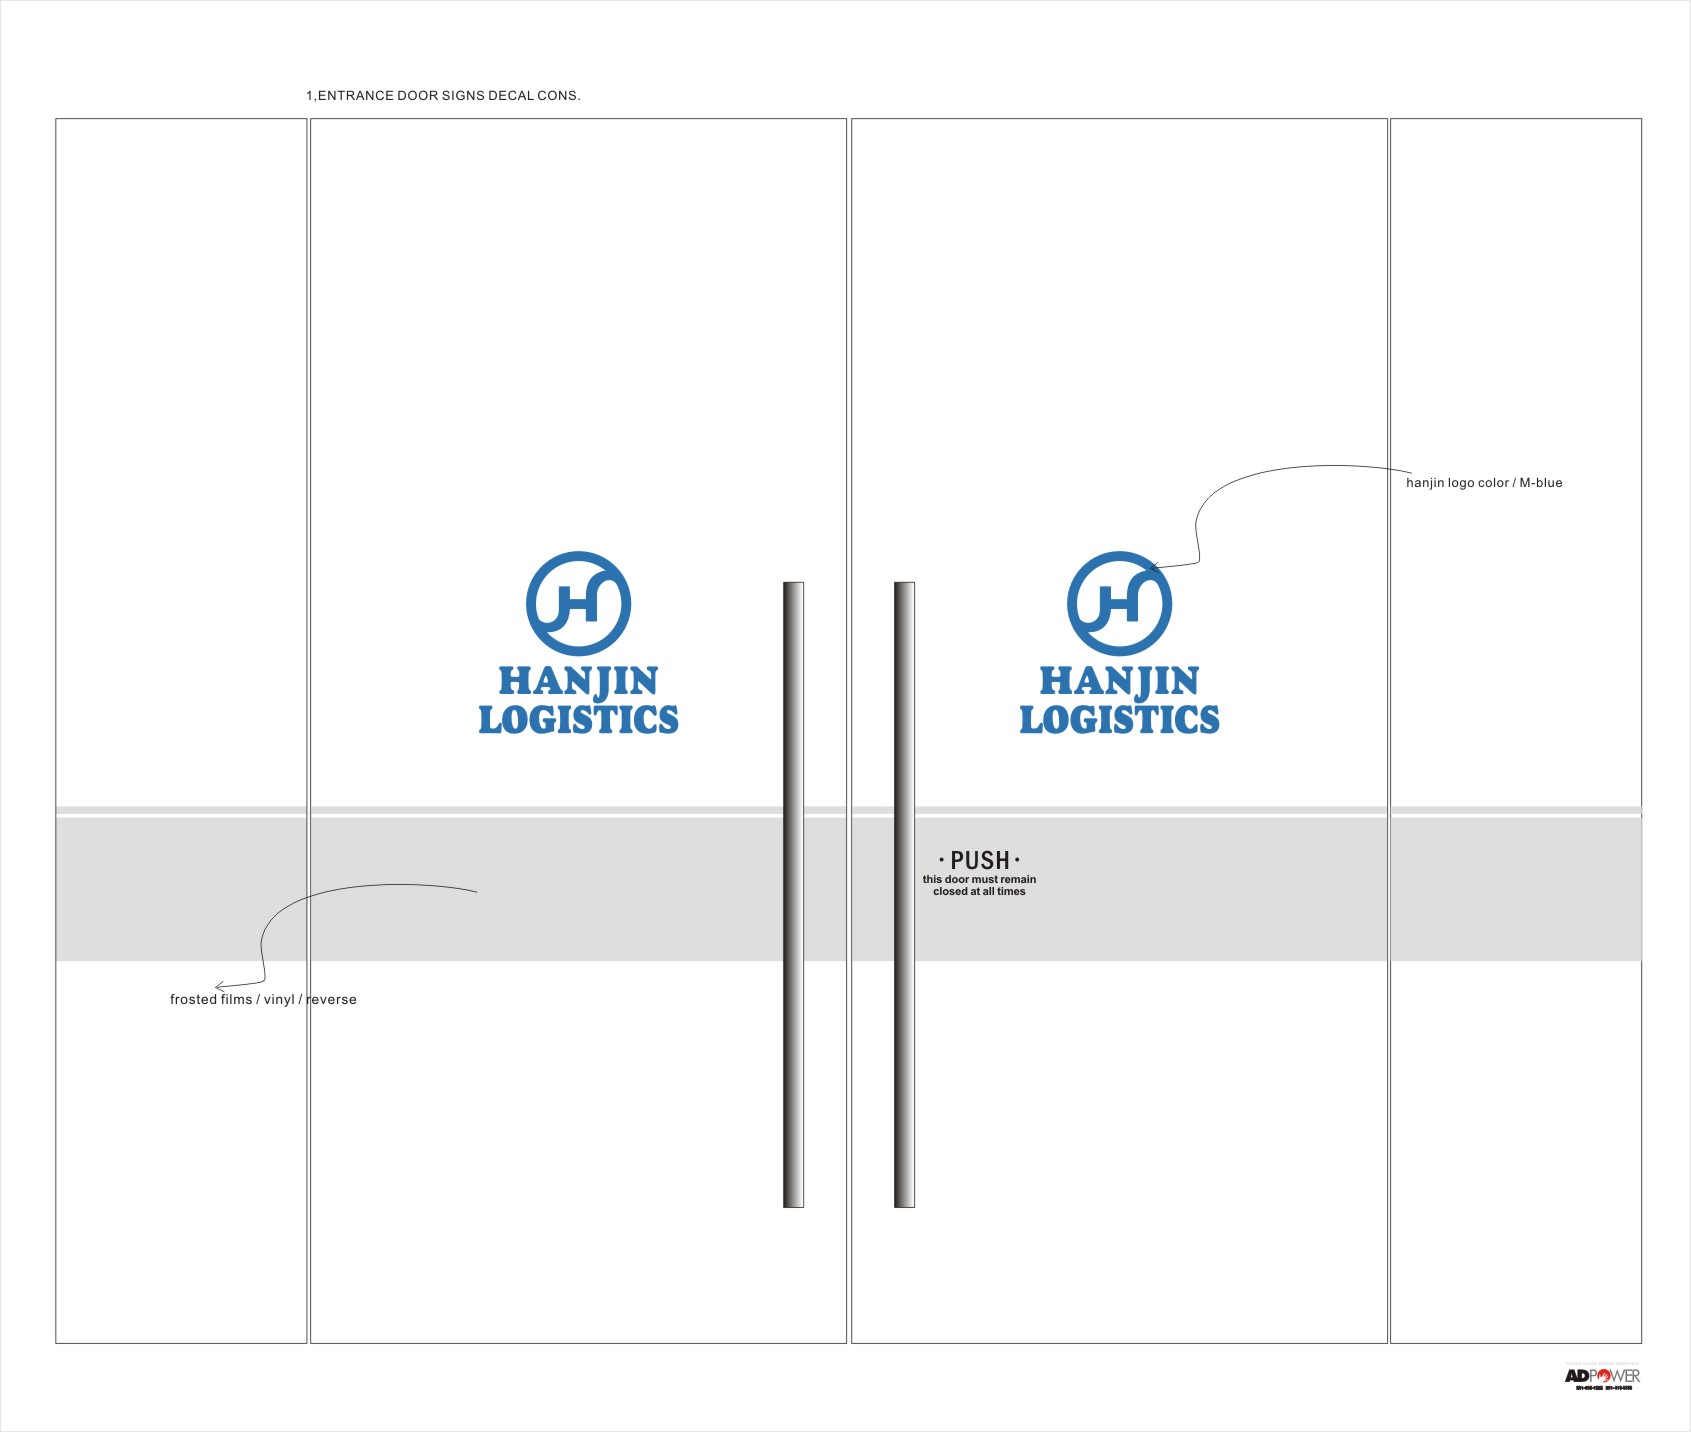 1,ENTRANCE DOOR SIGNS DECAL CONS.
hanjin logo color / M-blue
HANJIN
LOGISTICS
HANJIN
LOGISTICS
· PUSH ·
this door must remain
closed at all times
frosted films / vinyl / reverse
ADPOWER